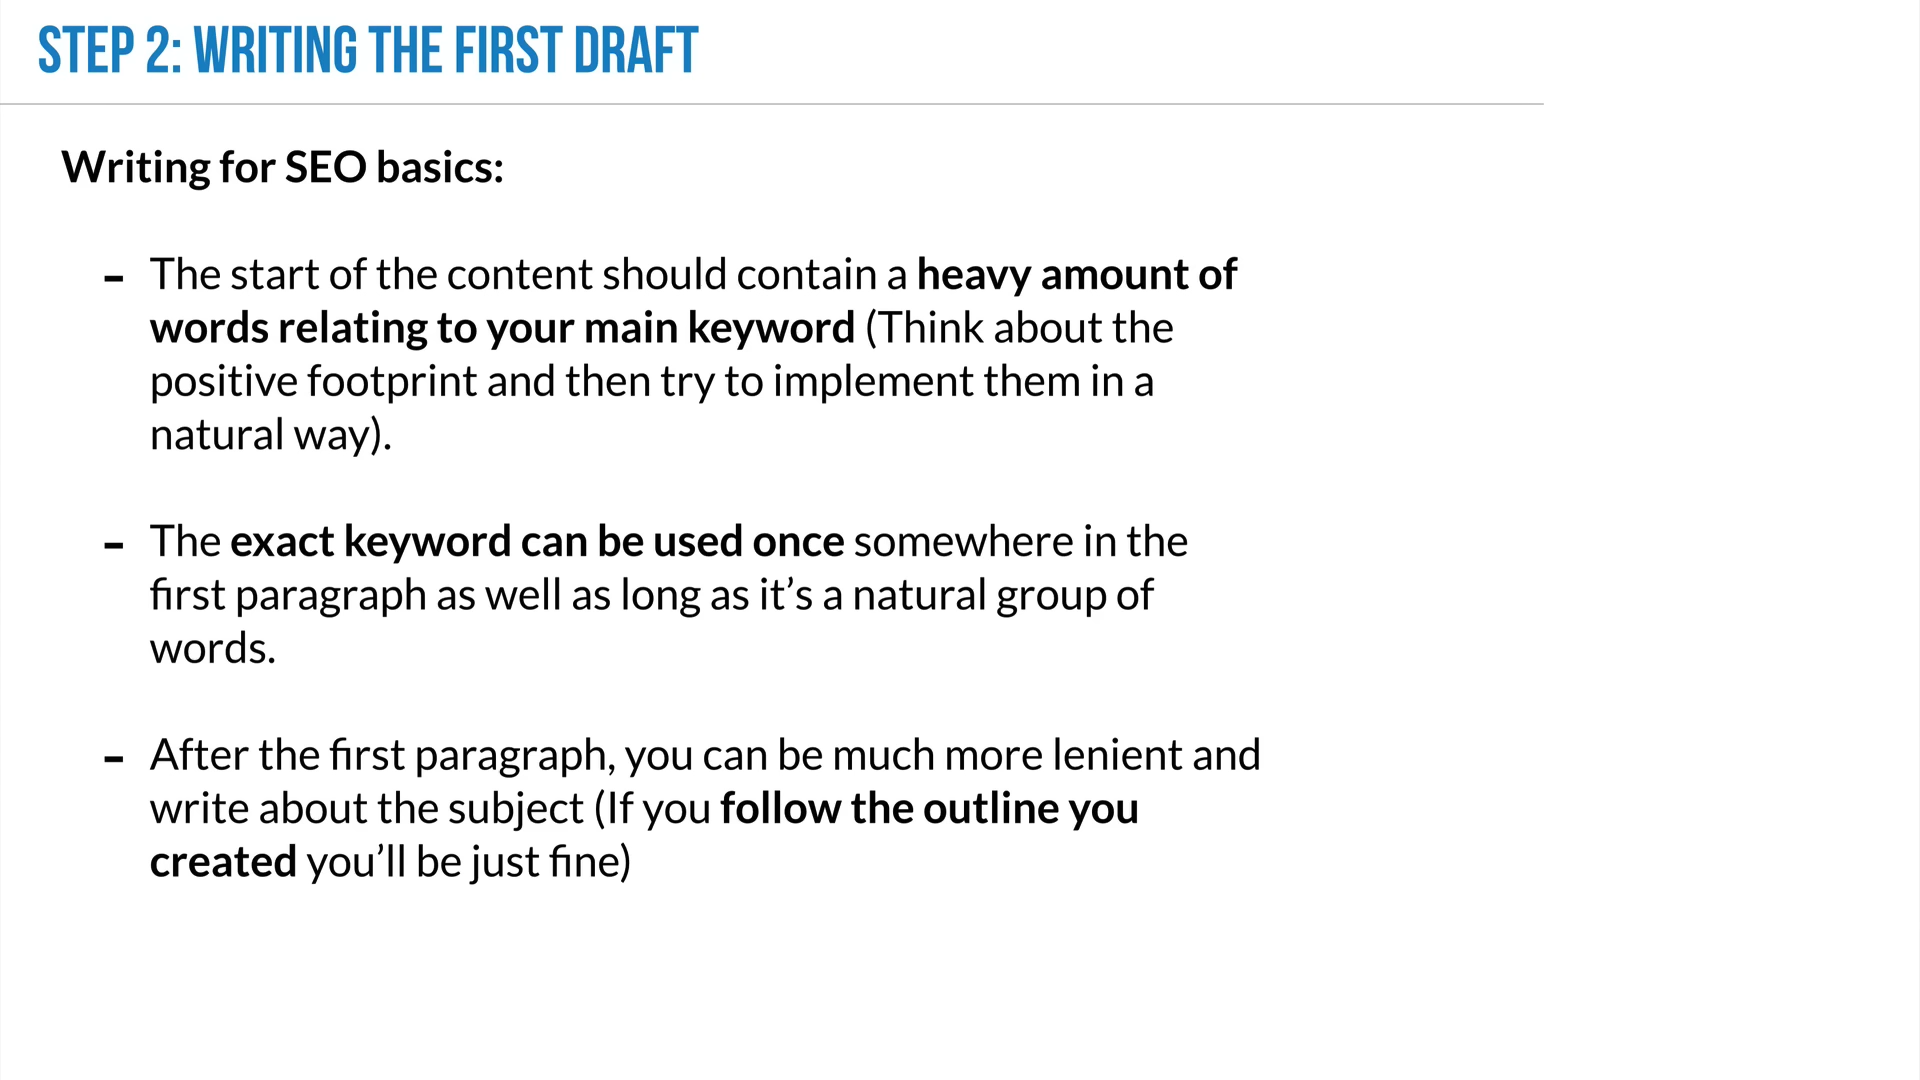 STEP 2: WRITING THE FIRST DRAFT
Writing for SEO basics:
- The start of the content should contain a heavy amount of
words relating to your main keyword (Think about the
positive footprint and then try to implement them in a
natural way).
- The exact keyword can be used once somewhere in the
first paragraph as well as long as it’s a natural group of
words.
- After the first paragraph, you can be much more lenient and
write about the subject (If you follow the outline you
created you’ll be just fine)